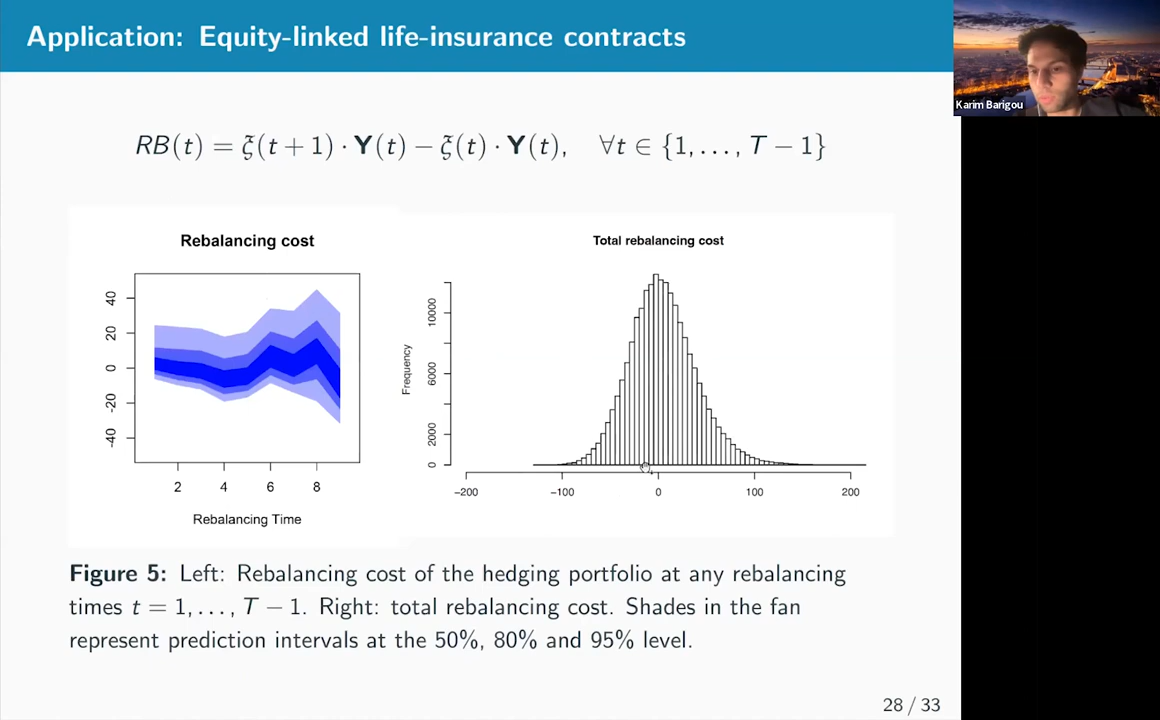 Application: Equity-linked life-insurance contracts
Karim Barigou
RB(t) = ξ(t + 1) · Y(t) − ξ(t) · Y(t), ∀t ∈ {1, . . . , T − 1}
Rebalancing cost
40
20
0
-20
-40
2 4 6 8
Rebalancing Time
Total rebalancing cost
Frequency
10000
6000
2000
0
−200 −100 0 100 200
Figure 5: Left: Rebalancing cost of the hedging portfolio at any rebalancing
times t = 1, . . . , T − 1. Right: total rebalancing cost. Shades in the fan
represent prediction intervals at the 50%, 80% and 95% level.
28 / 33